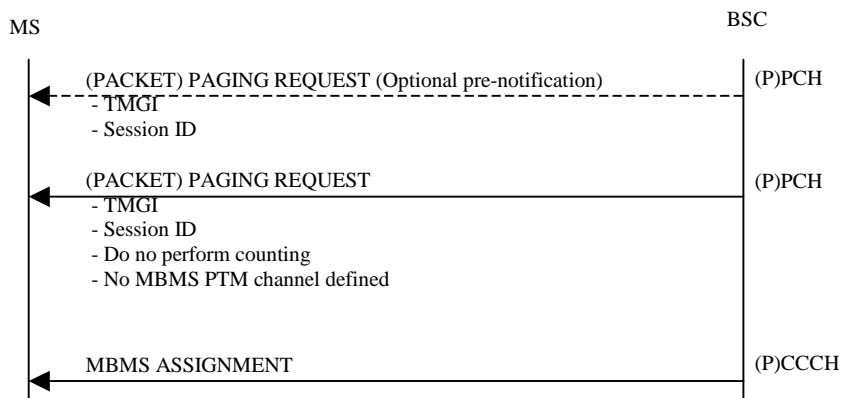 MS
BSC
(PACKET) PAGING REQUEST (Optional pre-notification)
(P)PCH
- TMGI
- Session ID
(PACKET) PAGING REQUEST
(P)PCH
- TMGI
- Session ID
- Do no perform counting
- No MBMS PTM channel defined
MBMS ASSIGNMENT
(P)CCCH